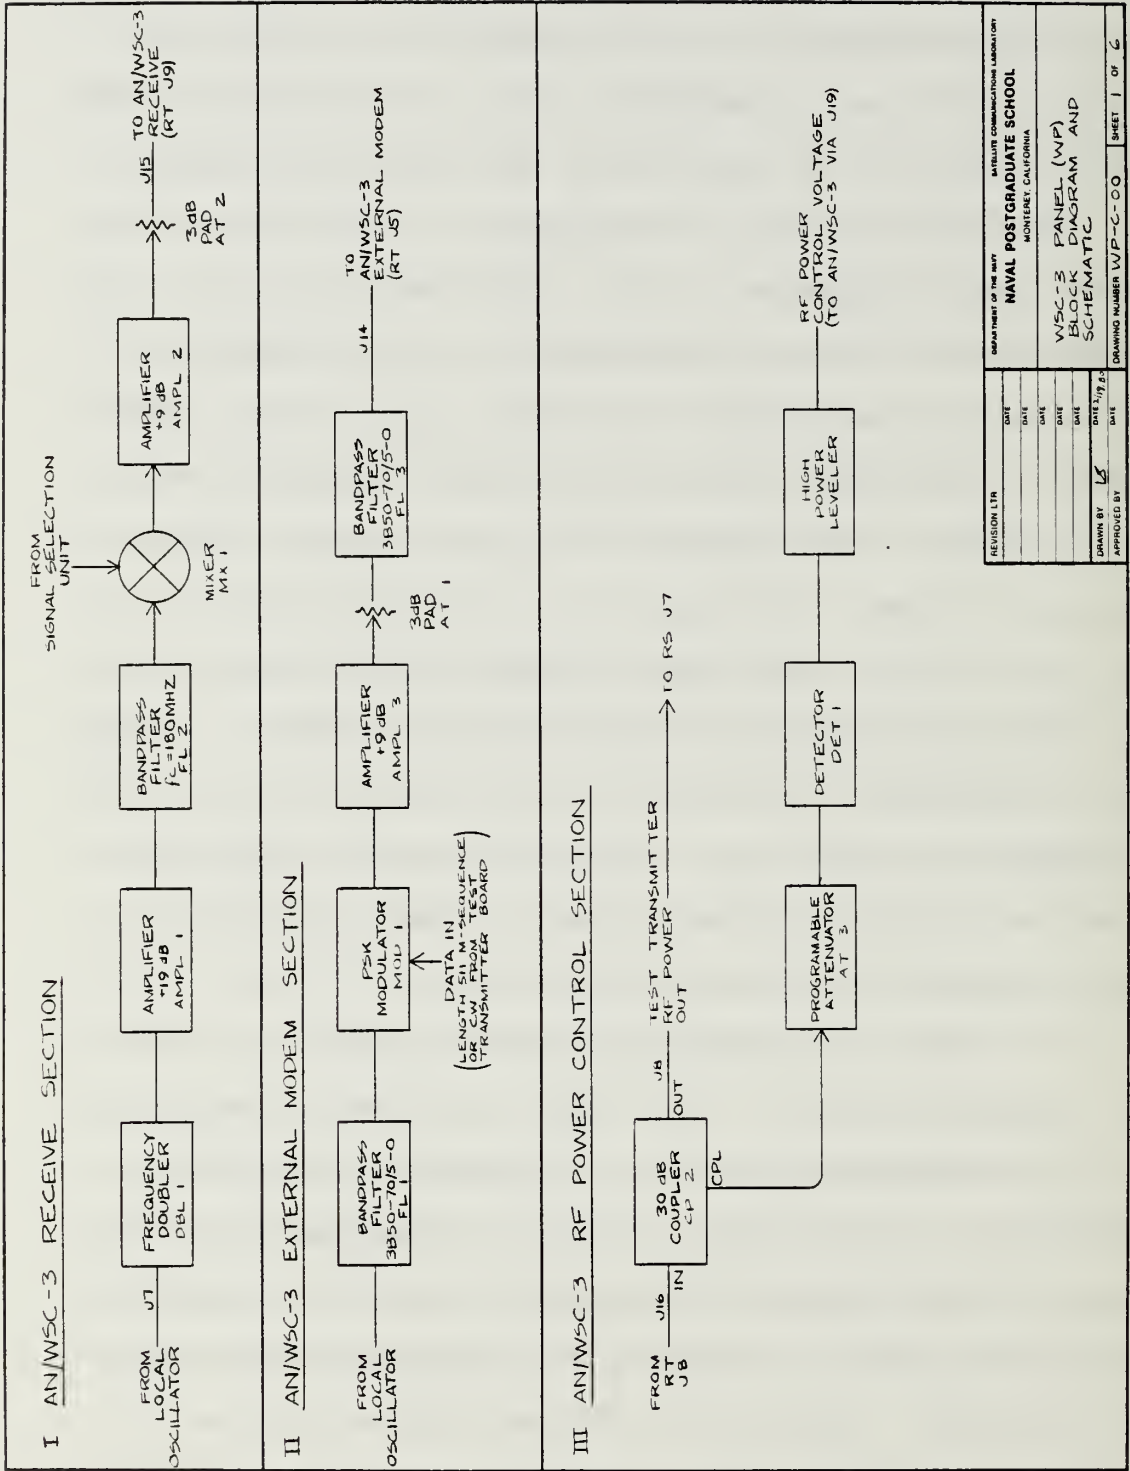 I AN/WSC-3 RECEIVE SECTION
FROM
LOCAL
OSCILLATOR
J7
FREQUENCY
DOUBLER
DBL 1
AMPLIFIER
+19 dB
AMPL 1
BANDPASS
FILTER
fc=180MHZ
FL 2
FROM
SIGNAL SELECTION
UNIT
MIXER
MX 1
AMPLIFIER
+9 dB
AMPL 2
3dB
PAD
AT 2
J15
TO AN/WSC-3
RECEIVE
(RT J9)
II AN/WSC-3 EXTERNAL MODEM SECTION
FROM
LOCAL
OSCILLATOR
BANDPASS
FILTER
3B50-70/5-0
FL 1
PSK
MODULATOR
MOD 1
DATA IN
(LENGTH 511 M-SEQUENCE
OR CW FROM TEST
TRANSMITTER BOARD)
AMPLIFIER
+9 dB
AMPL 3
3dB
PAD
AT 1
BANDPASS
FILTER
3B50-70/5-0
FL 3
J14
TO
AN/WSC-3
EXTERNAL MODEM
(RT J5)
III AN/WSC-3 RF POWER CONTROL SECTION
FROM
RT
J8
J16
IN
30 dB
COUPLER
CP 2
CPL
J8
OUT
TEST TRANSMITTER
RF POWER
OUT
TO RS J7
PROGRAMABLE
ATTENUATOR
AT 3
DETECTOR
DET 1
HIGH
POWER
LEVELER
RF POWER
CONTROL VOLTAGE
(TO AN/WSC-3 VIA J19)
REVISION LTR
DATE
DATE
DATE
DATE
DATE
DRAWN BY
DATE
APPROVED BY
DATE
DEPARTMENT OF THE NAVY SATELLITE COMMUNICATIONS LABORATORY
NAVAL POSTGRADUATE SCHOOL
MONTEREY, CALIFORNIA
WSC-3 PANEL (WP)
BLOCK DIAGRAM AND
SCHEMATIC
DRAWING NUMBER WP-C-00
SHEET 1 OF 6